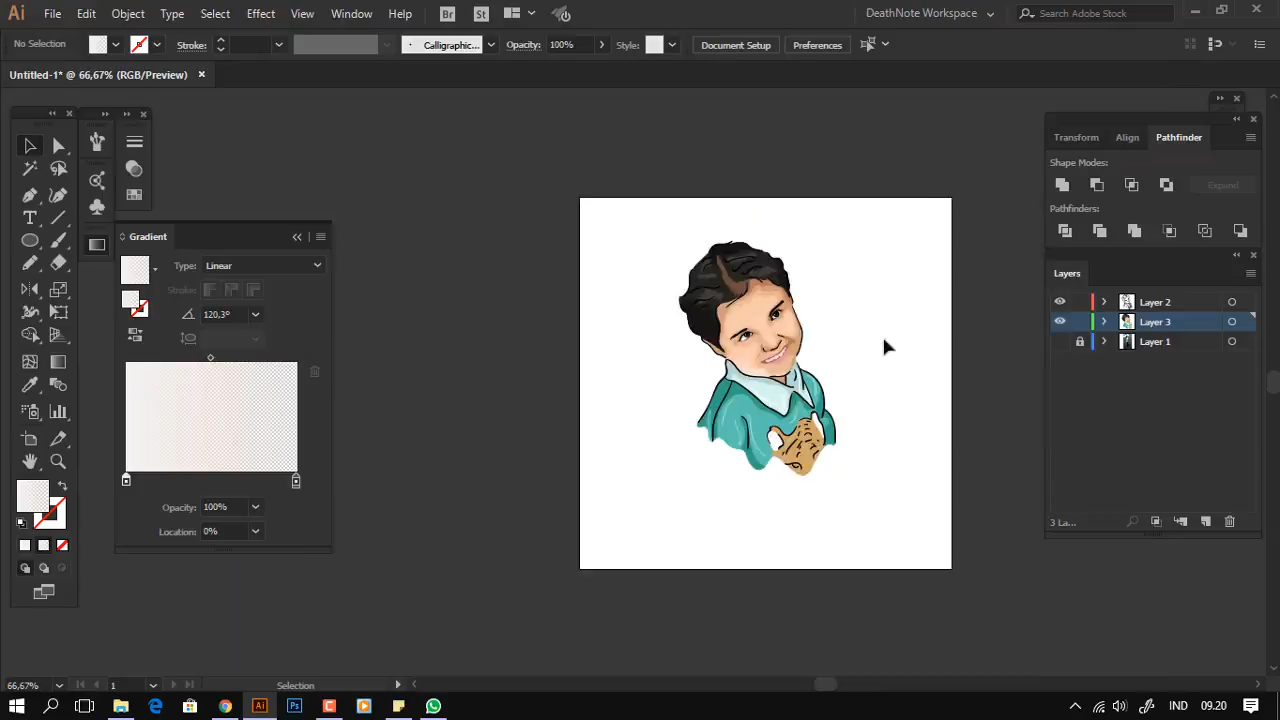 Ai File Edit Object Type Select Effect View Window Help Br St DeathNote Workspace Search Adobe Stock
No Selection Stroke: Calligraphic... Opacity: 100% Style: Document Setup Preferences
Untitled-1* @ 66,67% (RGB/Preview)
Transform Align Pathfinder
Shape Modes:
Expand
Pathfinders:
Gradient
Type: Linear
Stroke:
120,3°
Opacity: 100%
Location: 0%
Layers
Layer 2
Layer 3
Layer 1
3 La...
66,67% 1 Selection
Ai Ps C IND 09.20